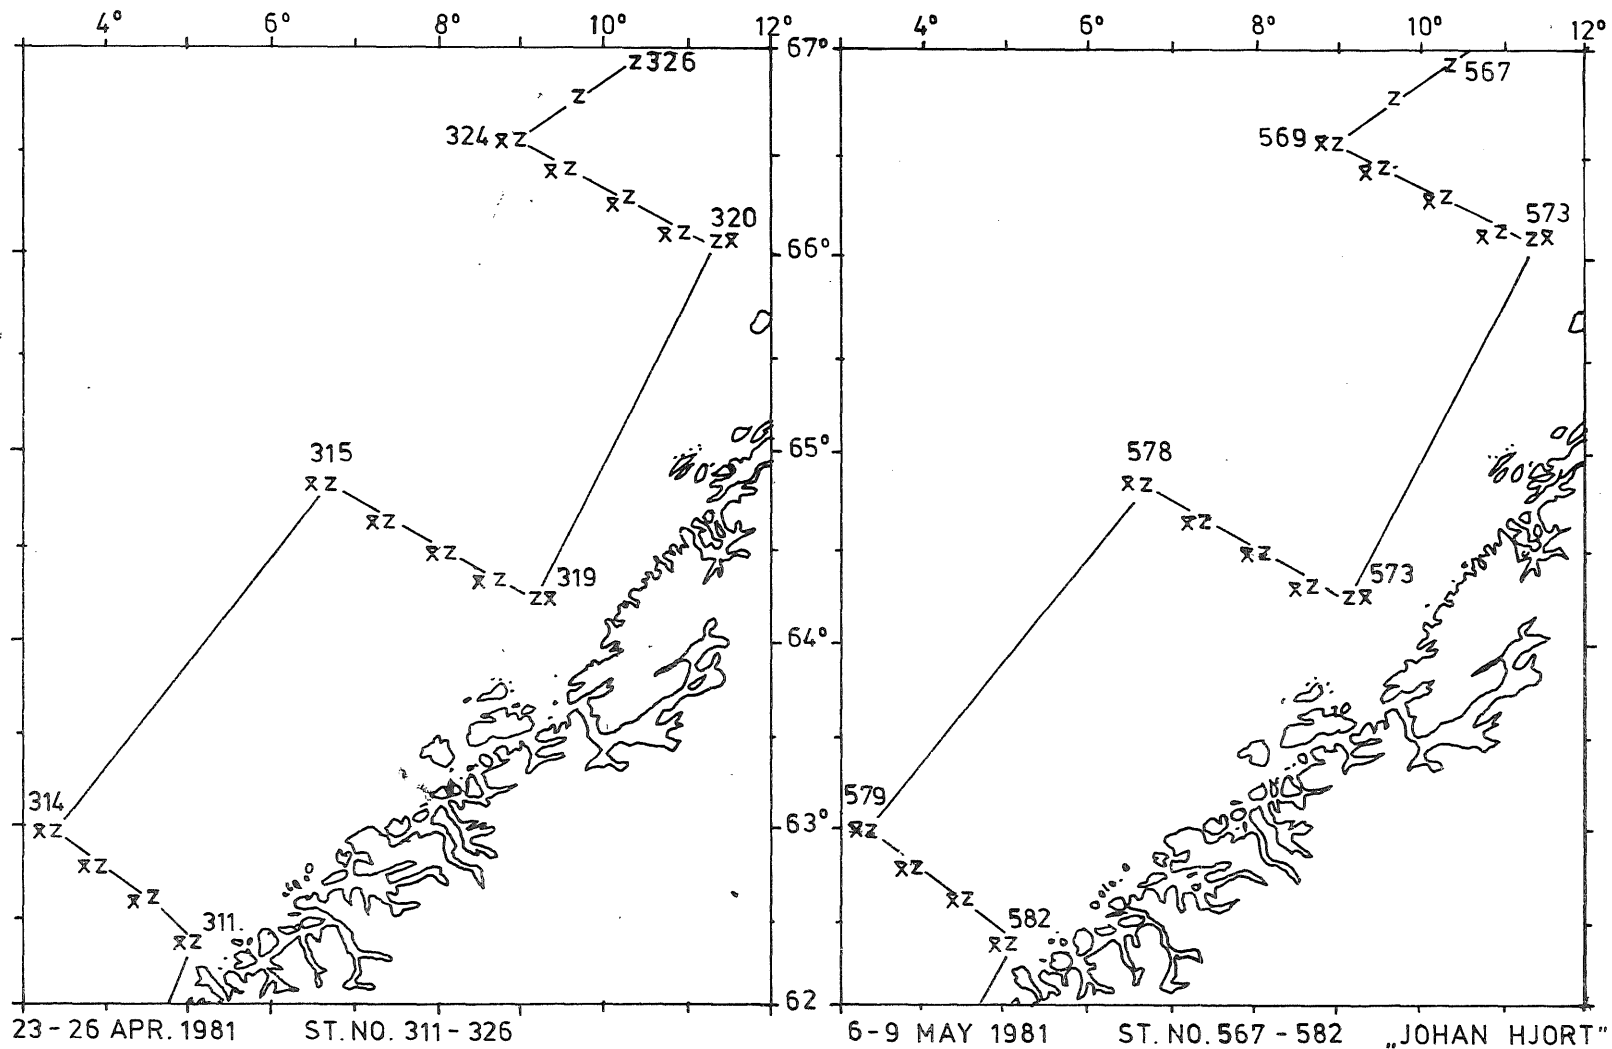 4° 6° 8° 10° 12° 4° 6° 8° 10° 12°
67°
z 326 z 567
z z
324 x z 569 x z
x z x z
x z x z
320 573
x z z x x z z x
66°
65°
315 578
x z x z
x z x z
x z x z
x z 319 x z 573
z x z x
64°
314 579
63°
x z x z
x z x z
x z x z
311. 582
x z x z
62
23-26 APR. 1981 ST. NO. 311-326 6-9 MAY 1981 ST. NO. 567-582 „JOHAN HJORT"